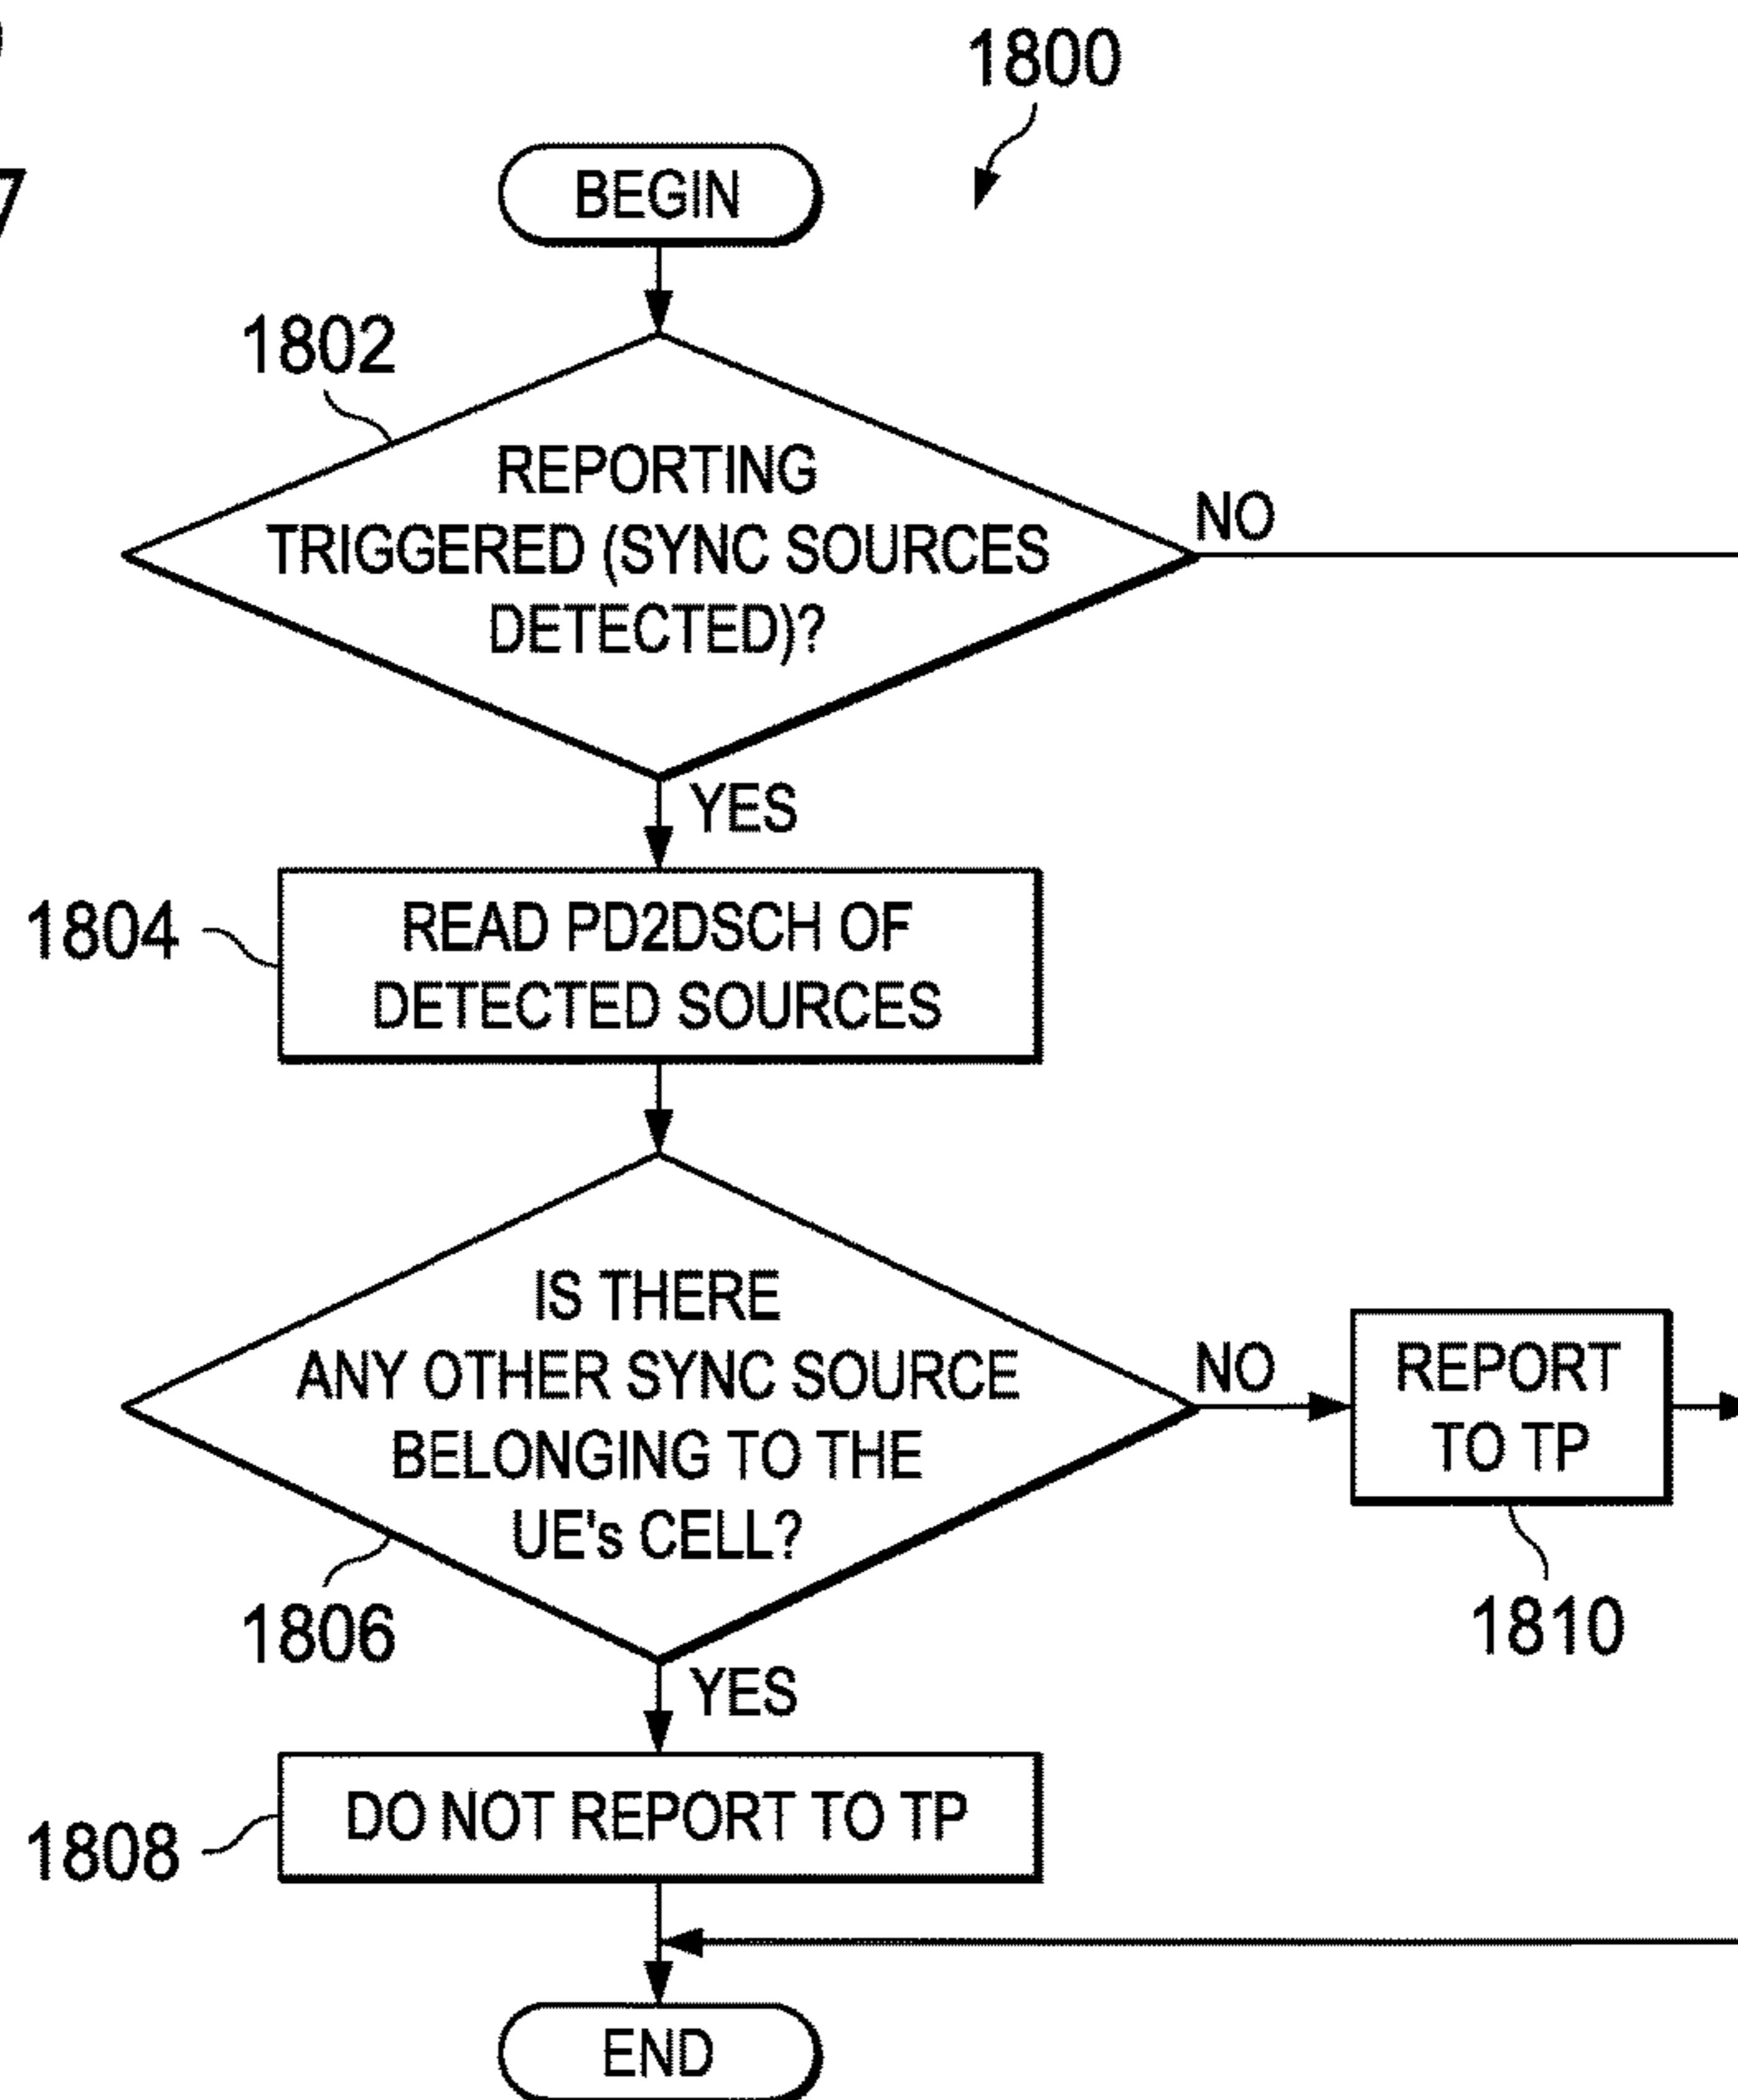 1800
BEGIN
1802
REPORTING
TRIGGERED (SYNC SOURCES
DETECTED)?
NO
YES
1804
READ PD2DSCH OF
DETECTED SOURCES
IS THERE
ANY OTHER SYNC SOURCE
BELONGING TO THE
UE's CELL?
NO
REPORT
TO TP
1806
1810
YES
1808
DO NOT REPORT TO TP
END